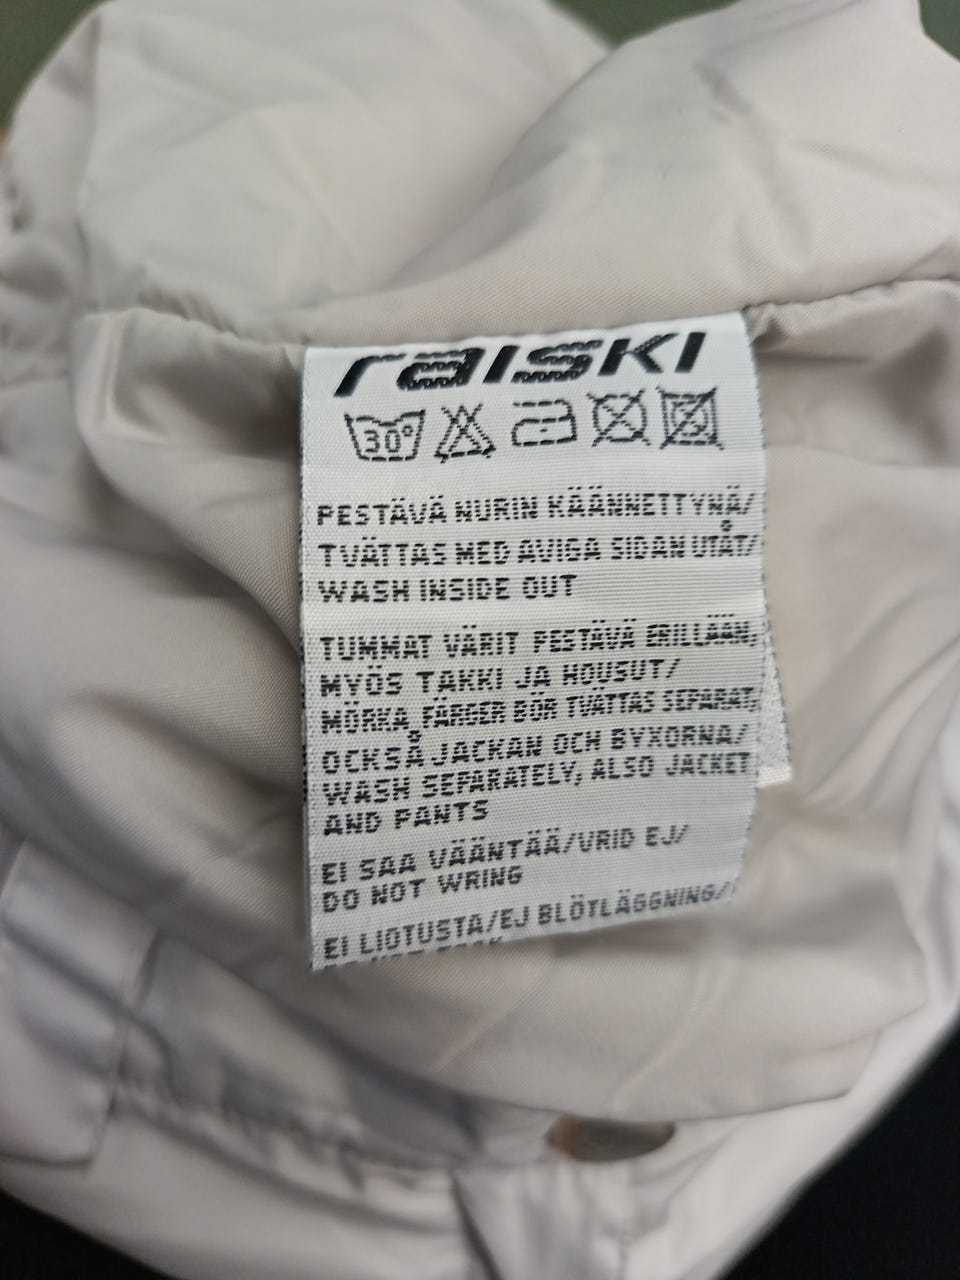 raiski
30°
PESTÄVÄ NURIN KÄÄNNETTYNÄ/
TVÄTTAS MED AVIGA SIDAN UTÅT/
WASH INSIDE OUT
TUMMAT VÄRIT PESTÄVÄ ERILLÄÄN,
MYÖS TAKKI JA HOUSUT/
MÖRKA FÄRGER BÖR TVÄTTAS SEPARAT,
OCKSÅ JACKAN OCH BYXORNA/
WASH SEPARATELY, ALSO JACKET
AND PANTS
EI SAA VÄÄNTÄÄ/VRID EJ/
DO NOT WRING
EI LIOTUSTA/EJ BLÖTLÄGGNING/